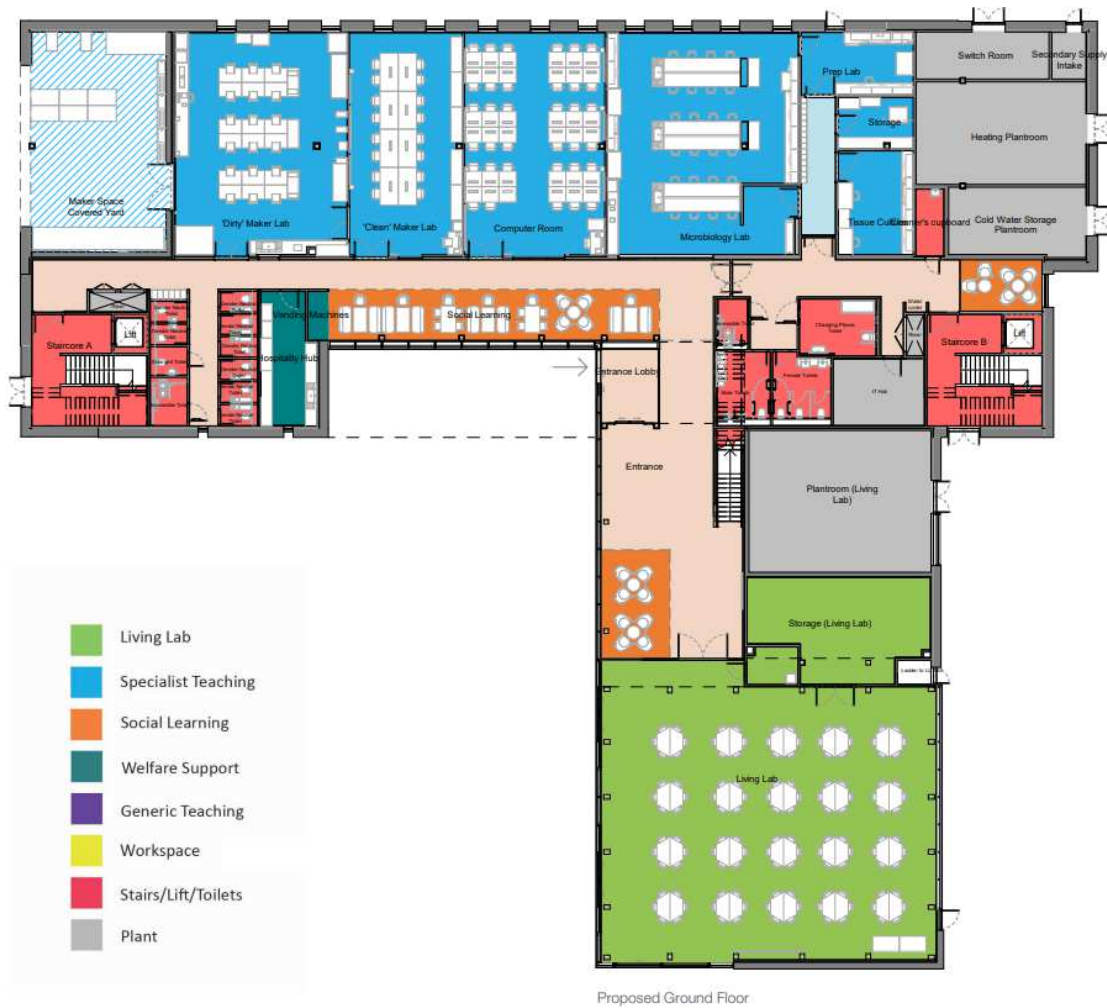 Switch Room
Secondary Supply
Intake
Prep Lab
Storage
Heating Plantroom
Maker Space
Covered Yard
'Dirty' Maker Lab
'Clean' Maker Lab
Computer Room
Microbiology Lab
Tissue Culture
Cleaner's cupboard
Cold Water Storage
Plantroom
Vending Machines
Social Learning
Staircore A
Lift
Hospitality Hub
Entrance Lobby
Accessible Toilet
Changing Places
Toilet
Male Toilets
Female Toilets
Staircore B
Lift
Entrance
Plantroom (Living
Lab)
Storage (Living Lab)
Living Lab
Living Lab
Specialist Teaching
Social Learning
Welfare Support
Generic Teaching
Workspace
Stairs/Lift/Toilets
Plant
Proposed Ground Floor